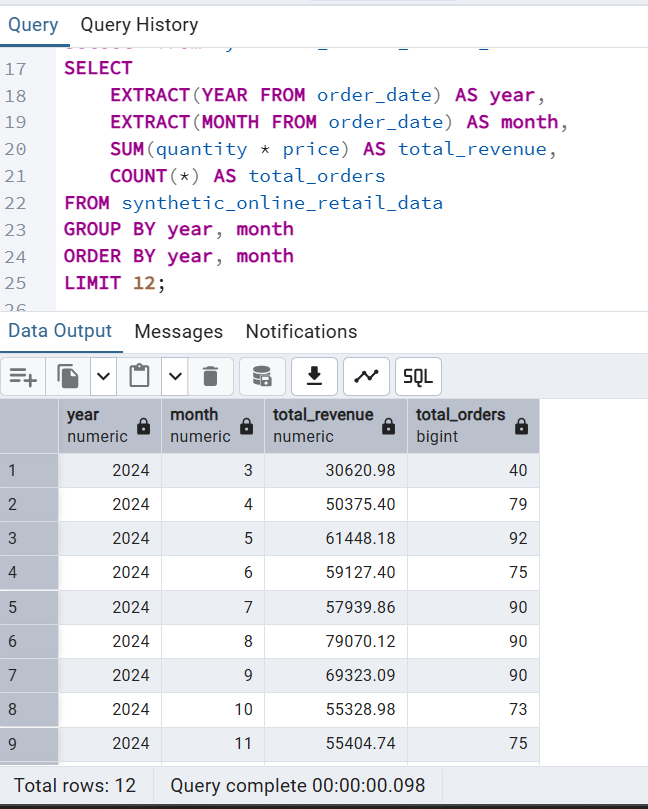 Query Query History
17 SELECT
18 EXTRACT(YEAR FROM order_date) AS year,
19 EXTRACT(MONTH FROM order_date) AS month,
20 SUM(quantity * price) AS total_revenue,
21 COUNT(*) AS total_orders
22 FROM synthetic_online_retail_data
23 GROUP BY year, month
24 ORDER BY year, month
25 LIMIT 12;
26
Data Output Messages Notifications
SQL
year month total_revenue total_orders
numeric numeric numeric bigint
1 2024 3 30620.98 40
2 2024 4 50375.40 79
3 2024 5 61448.18 92
4 2024 6 59127.40 75
5 2024 7 57939.86 90
6 2024 8 79070.12 90
7 2024 9 69323.09 90
8 2024 10 55328.98 73
9 2024 11 55404.74 75
Total rows: 12 Query complete 00:00:00.098